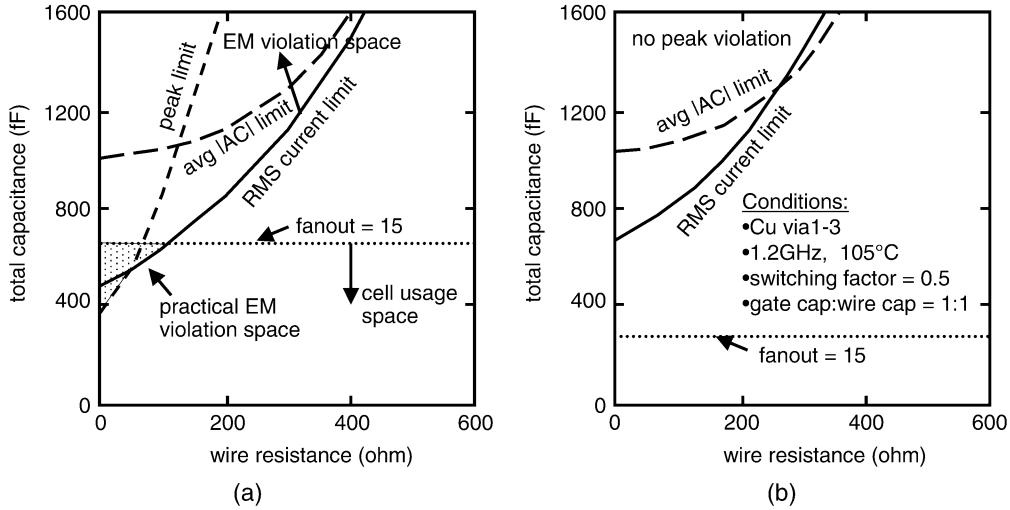 1600
1200
800
400
0
total capacitance (fF)
EM violation space
peak limit
avg |AC| limit
RMS current limit
fanout = 15
practical EM
violation space
cell usage
space
0
200
400
600
wire resistance (ohm)
(a)
1600
1200
800
400
0
total capacitance (fF)
no peak violation
avg |AC| limit
RMS current limit
Conditions:
•Cu via1-3
•1.2GHz, 105°C
•switching factor = 0.5
•gate cap:wire cap = 1:1
fanout = 15
0
200
400
600
wire resistance (ohm)
(b)